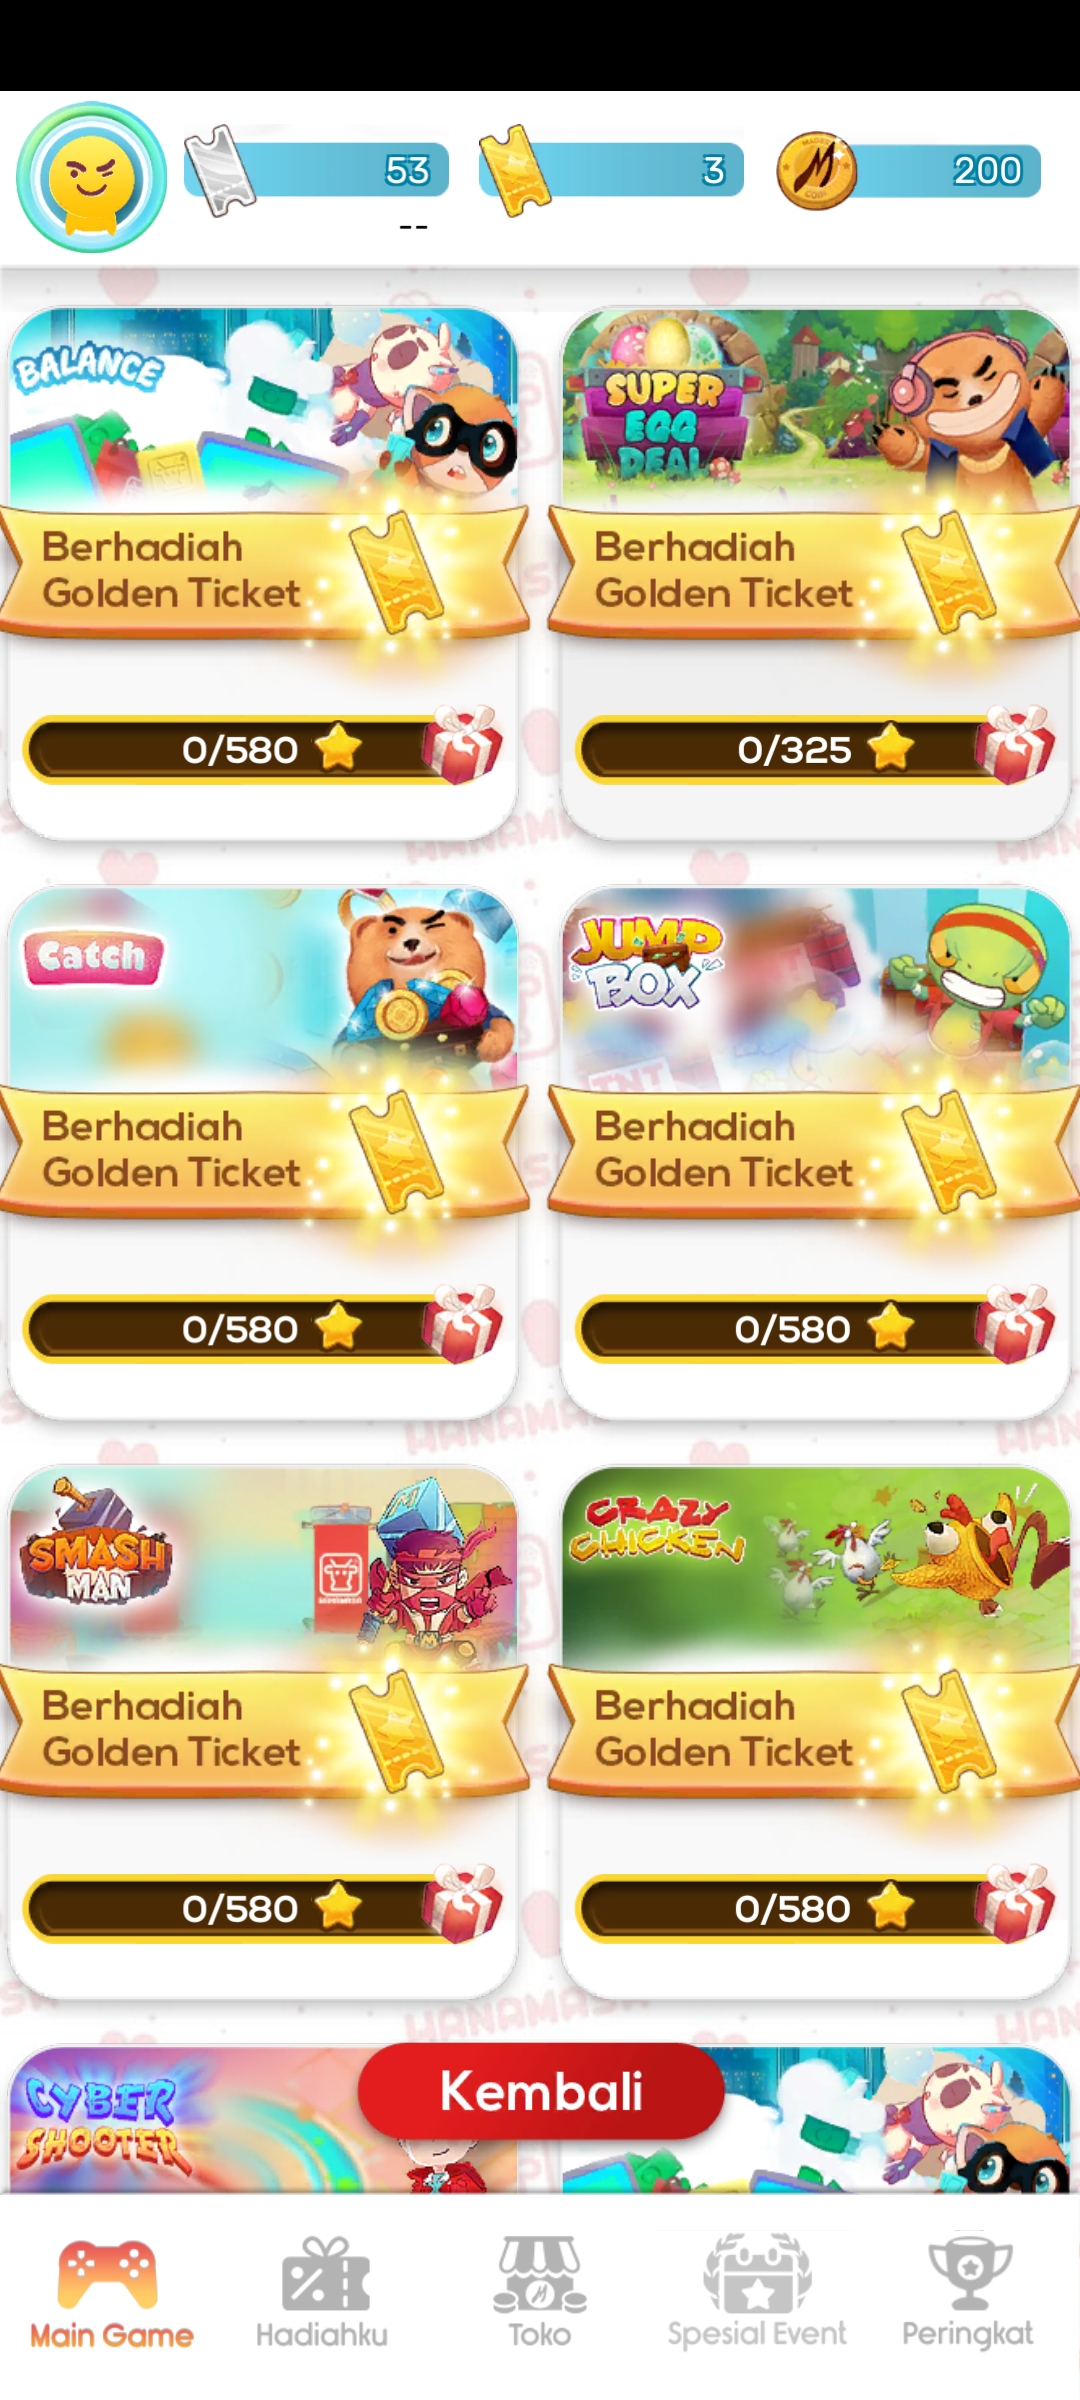 53
3
200
--
BALANCE
SUPER
EGG
DEAL
Berhadiah
Golden Ticket
Berhadiah
Golden Ticket
0/580
0/325
Catch
JUMP
BOX
TNT
Berhadiah
Golden Ticket
Berhadiah
Golden Ticket
0/580
0/580
SMASH
MAN
CRAZY
CHICKEN
Berhadiah
Golden Ticket
Berhadiah
Golden Ticket
0/580
0/580
HANAMASA
CYBER
SHOOTER
Kembali
Main Game
Hadiahku
Toko
Spesial Event
Peringkat